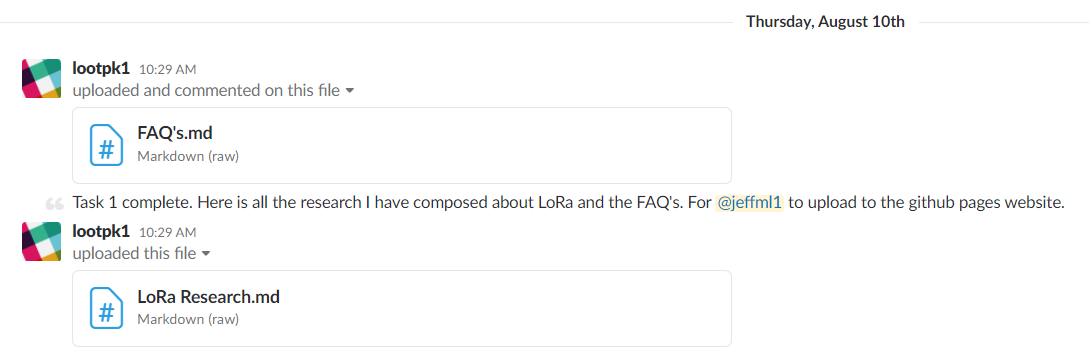 Thursday, August 10th
lootpk1 10:29 AM
uploaded and commented on this file
FAQ's.md
Markdown (raw)
Task 1 complete. Here is all the research I have composed about LoRa and the FAQ's. For @jeffml1 to upload to the github pages website.
lootpk1 10:29 AM
uploaded this file
LoRa Research.md
Markdown (raw)